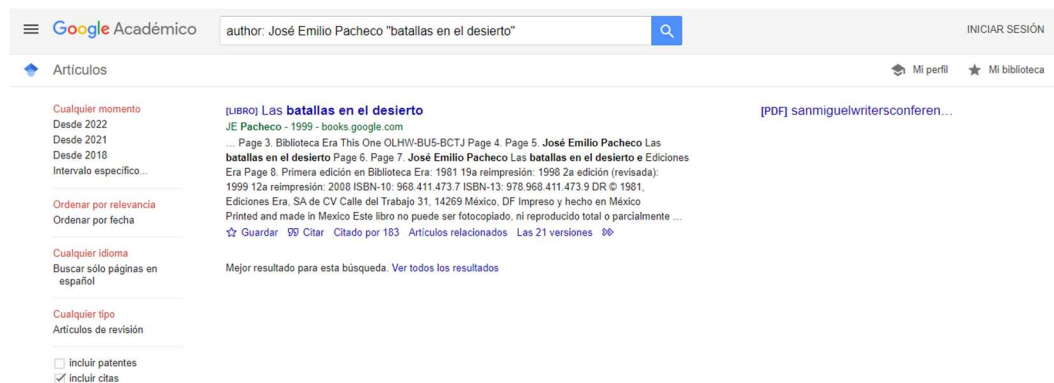 Google Académico
author: José Emilio Pacheco "batallas en el desierto"
INICIAR SESIÓN
Artículos
Mi perfil
Mi biblioteca
Cualquier momento
Desde 2022
Desde 2021
Desde 2018
Intervalo específico...
Ordenar por relevancia
Ordenar por fecha
Cualquier idioma
Buscar sólo páginas en
español
Cualquier tipo
Artículos de revisión
incluir patentes
incluir citas
[LIBRO] Las batallas en el desierto
JE Pacheco - 1999 - books.google.com
... Page 3. Biblioteca Era This One OLHW-BU5-BCTJ Page 4. Page 5. José Emilio Pacheco Las
batallas en el desierto Page 6. Page 7. José Emilio Pacheco Las batallas en el desierto e Ediciones
Era Page 8. Primera edición en Biblioteca Era: 1981 19a reimpresión: 1998 2a edición (revisada):
1999 12a reimpresión: 2008 ISBN-10: 968.411.473.7 ISBN-13: 978.968.411.473.9 DR © 1981,
Ediciones Era, SA de CV Calle del Trabajo 31, 14269 México, DF Impreso y hecho en México
Printed and made in Mexico Este libro no puede ser fotocopiado, ni reproducido total o parcialmente ...
Guardar Citar Citado por 183 Artículos relacionados Las 21 versiones
Mejor resultado para esta búsqueda. Ver todos los resultados
[PDF] sanmiguelwritersconferen...